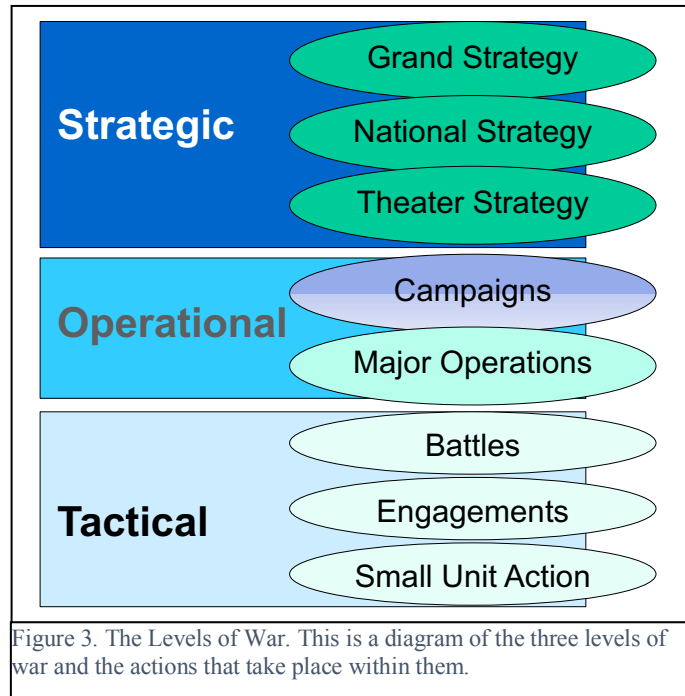 Strategic
Grand Strategy
National Strategy
Theater Strategy
Operational
Campaigns
Major Operations
Tactical
Battles
Engagements
Small Unit Action
Figure 3. The Levels of War. This is a diagram of the three levels of
war and the actions that take place within them.